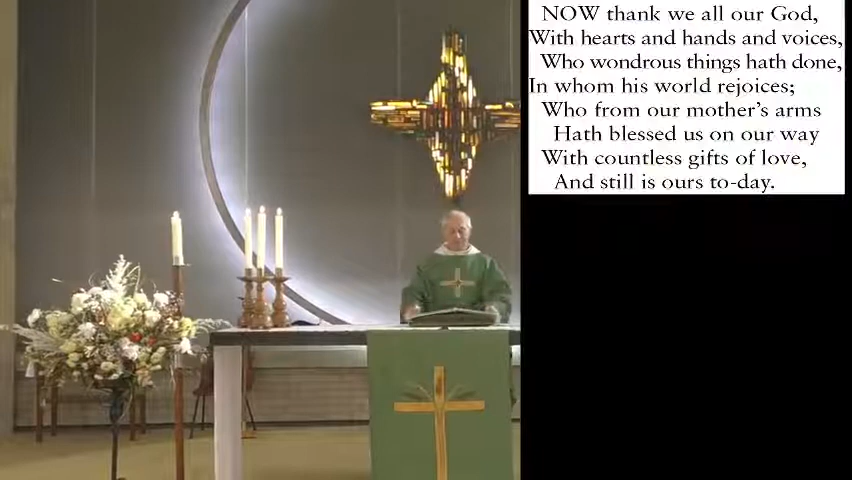 NOW thank we all our God,
With hearts and hands and voices,
Who wondrous things hath done,
In whom his world rejoices;
Who from our mother's arms
Hath blessed us on our way
With countless gifts of love,
And still is ours to-day.